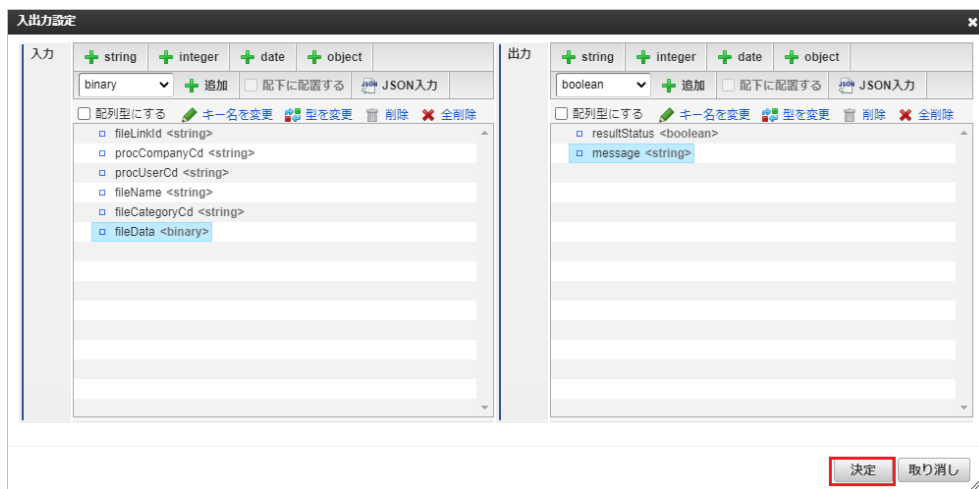 入出力設定
入力
string integer date object
binary 追加 配下に配置する JSON入力
配列型にする キー名を変更 型を変更 削除 全削除
fileLinkId <string>
procCompanyCd <string>
procUserCd <string>
fileName <string>
fileCategoryCd <string>
fileData <binary>
出力
string integer date object
boolean 追加 配下に配置する JSON入力
配列型にする キー名を変更 型を変更 削除 全削除
resultStatus <boolean>
message <string>
決定 取り消し